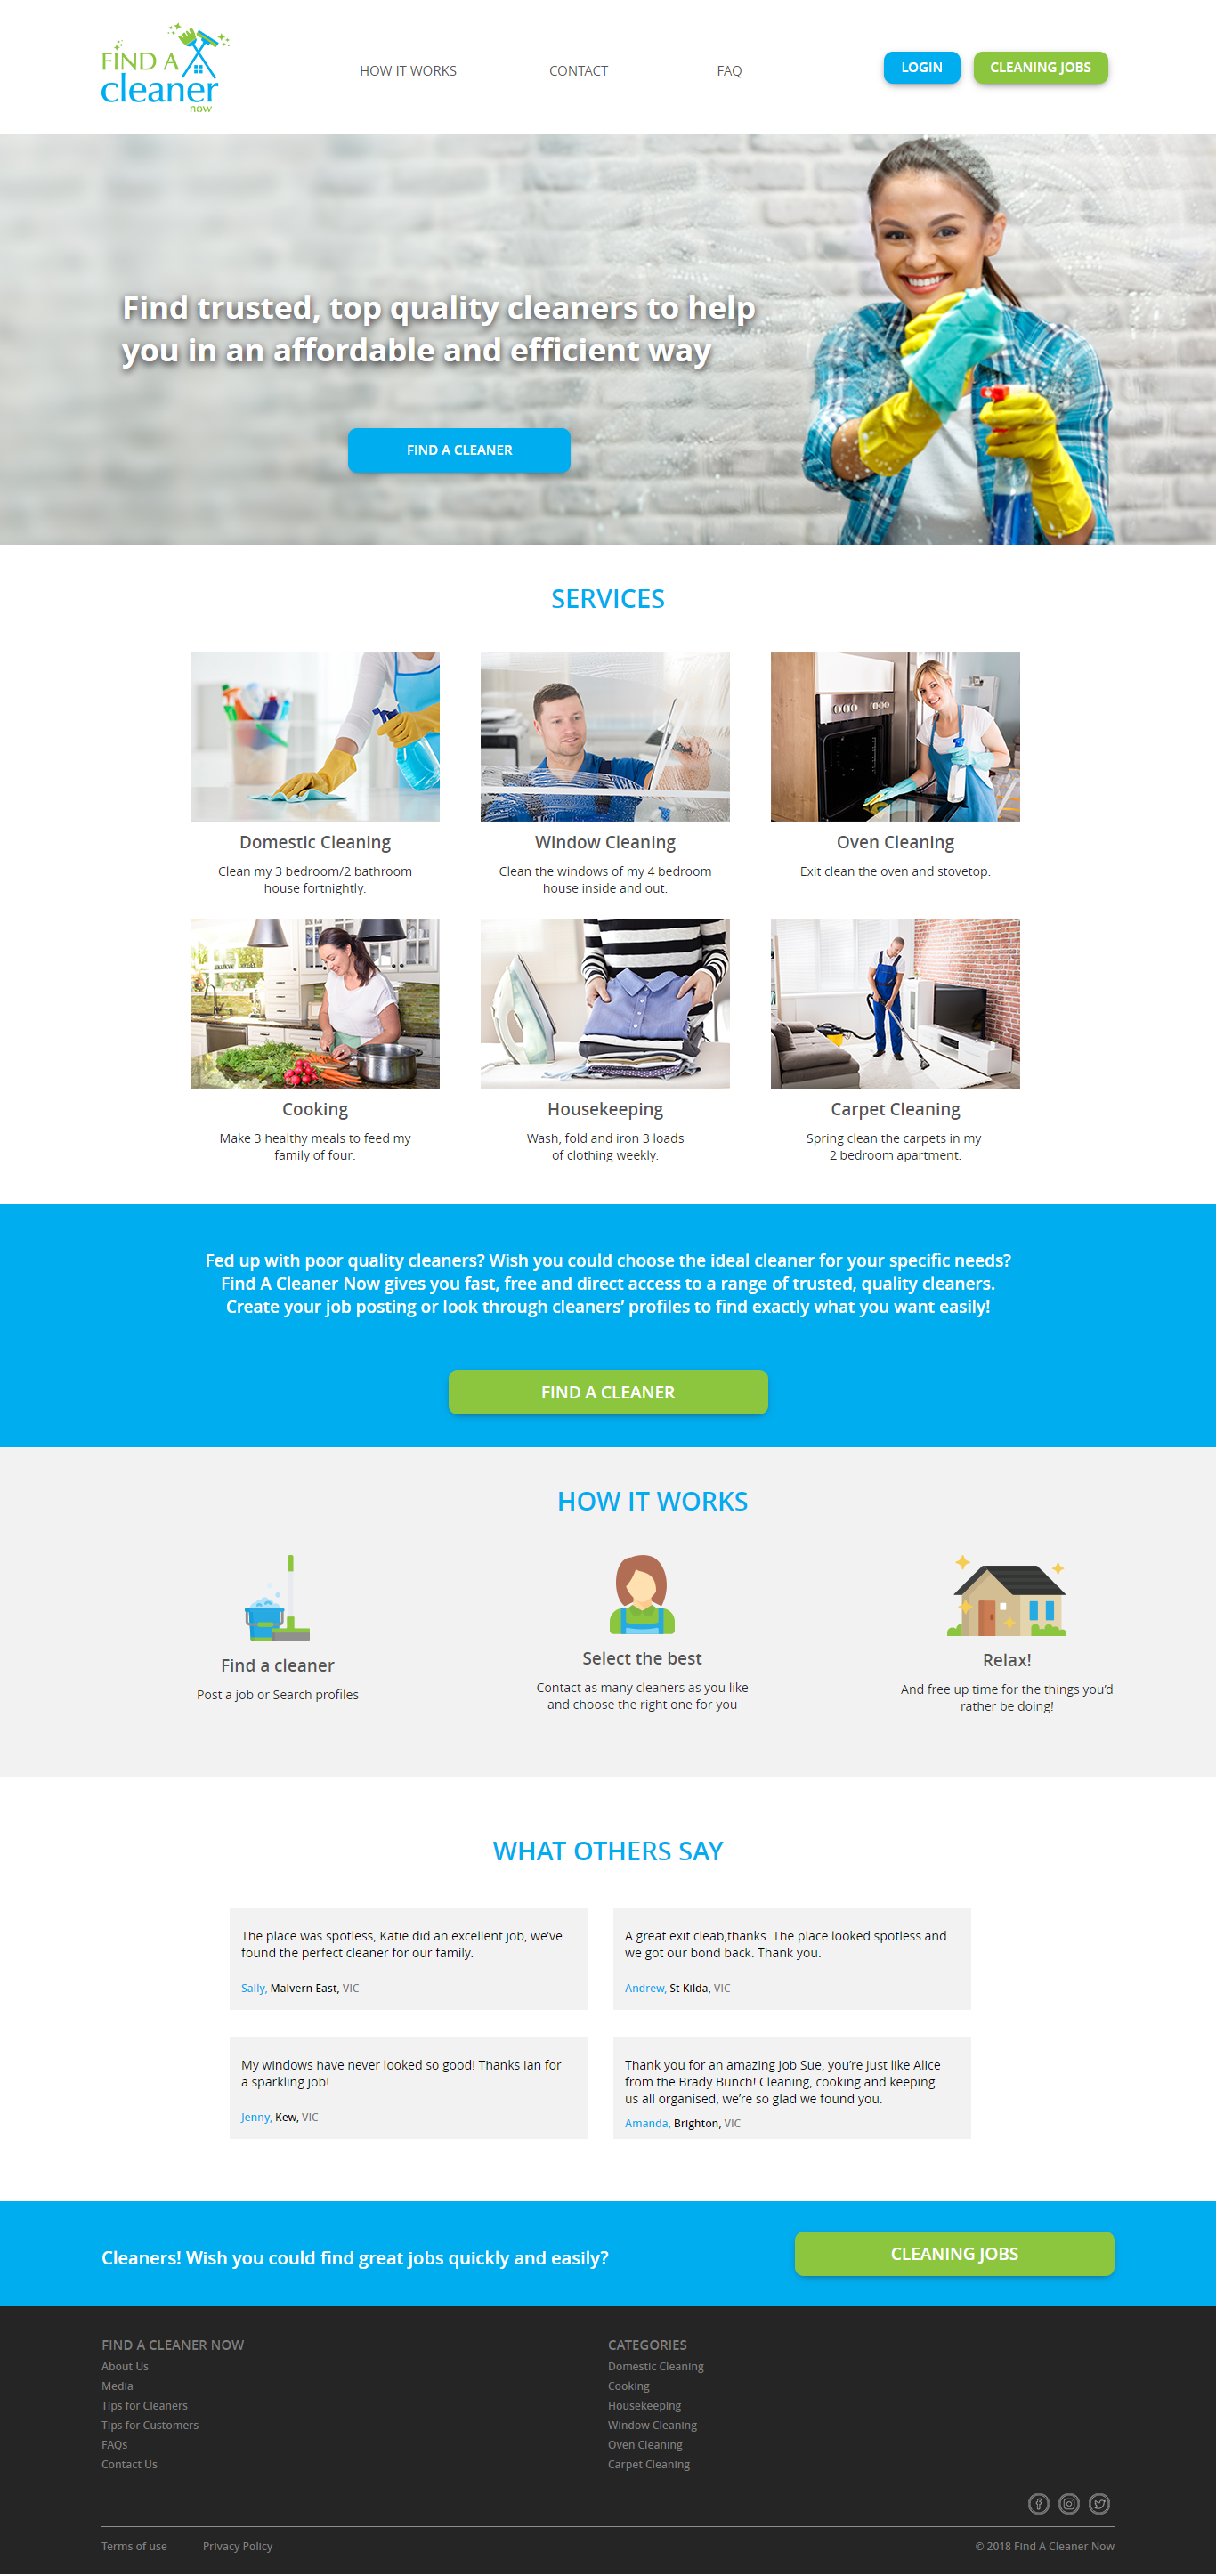 FIND A
cleaner
now
HOW IT WORKS
CONTACT
FAQ
LOGIN
CLEANING JOBS
Find trusted, top quality cleaners to help
you in an affordable and efficient way
FIND A CLEANER
SERVICES
Domestic Cleaning
Clean my 3 bedroom/2 bathroom
house fortnightly.
Window Cleaning
Clean the windows of my 4 bedroom
house inside and out.
Oven Cleaning
Exit clean the oven and stovetop.
Cooking
Make 3 healthy meals to feed my
family of four.
Housekeeping
Wash, fold and iron 3 loads
of clothing weekly.
Carpet Cleaning
Spring clean the carpets in my
2 bedroom apartment.
Fed up with poor quality cleaners? Wish you could choose the ideal cleaner for your specific needs?
Find A Cleaner Now gives you fast, free and direct access to a range of trusted, quality cleaners.
Create your job posting or look through cleaners’ profiles to find exactly what you want easily!
FIND A CLEANER
HOW IT WORKS
Find a cleaner
Post a job or Search profiles
Select the best
Contact as many cleaners as you like
and choose the right one for you
Relax!
And free up time for the things you’d
rather be doing!
WHAT OTHERS SAY
The place was spotless, Katie did an excellent job, we’ve
found the perfect cleaner for our family.
Sally, Malvern East, VIC
A great exit cleab,thanks. The place looked spotless and
we got our bond back. Thank you.
Andrew, St Kilda, VIC
My windows have never looked so good! Thanks Ian for
a sparkling job!
Jenny, Kew, VIC
Thank you for an amazing job Sue, you’re just like Alice
from the Brady Bunch! Cleaning, cooking and keeping
us all organised, we’re so glad we found you.
Amanda, Brighton, VIC
Cleaners! Wish you could find great jobs quickly and easily?
CLEANING JOBS
FIND A CLEANER NOW
About Us
Media
Tips for Cleaners
Tips for Customers
FAQs
Contact Us
CATEGORIES
Domestic Cleaning
Cooking
Housekeeping
Window Cleaning
Oven Cleaning
Carpet Cleaning
Terms of use
Privacy Policy
© 2018 Find A Cleaner Now